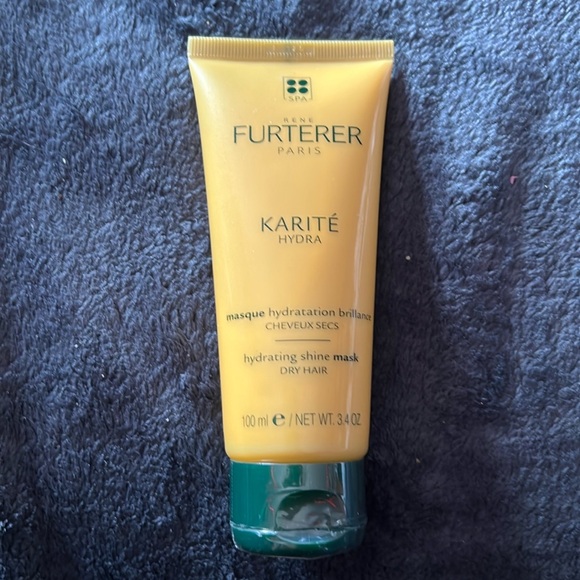 SPA
RENE
FURTERER
PARIS
KARITÉ
HYDRA
masque hydratation brillance
CHEVEUX SECS
hydrating shine mask
DRY HAIR
100 ml e / NET WT. 3.4 OZ